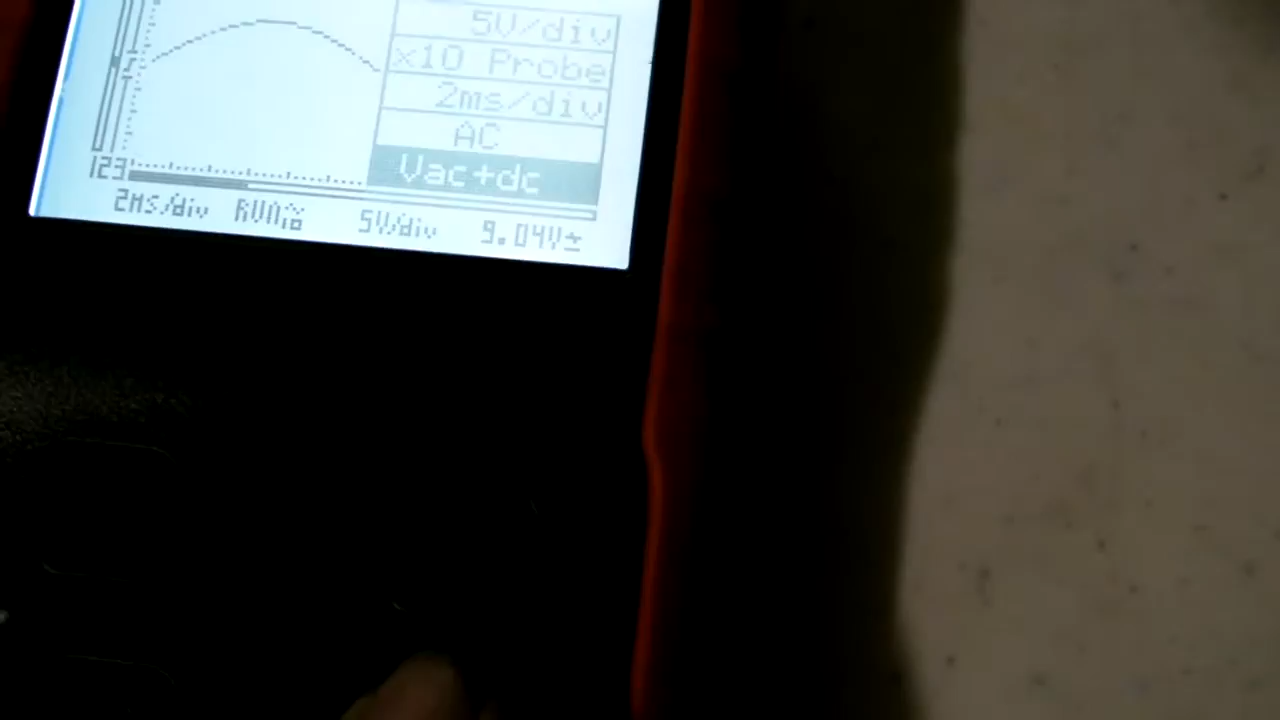 5V/div
x10 Probe
2ms/div
AC
Vac+dc
123
2ms/div RUN 5V/div 9.04V±